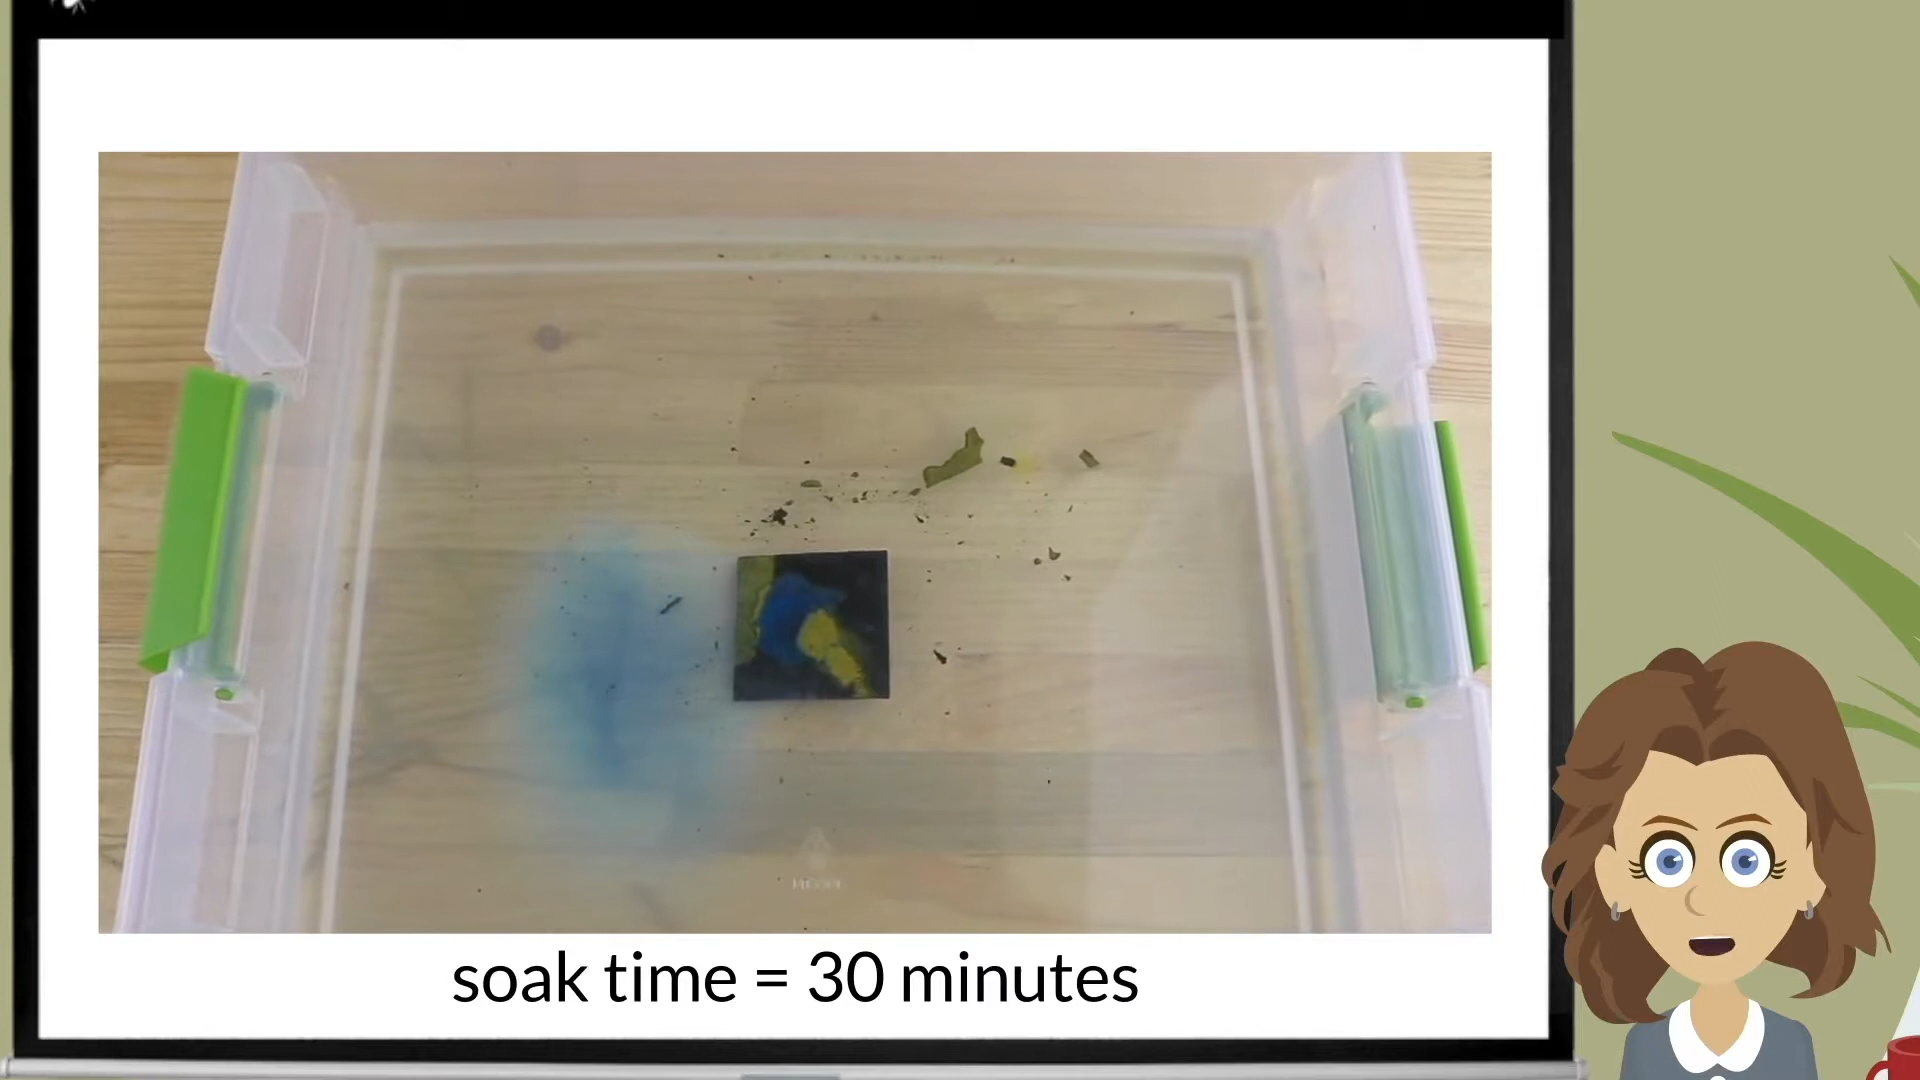 soak time = 30 minutes